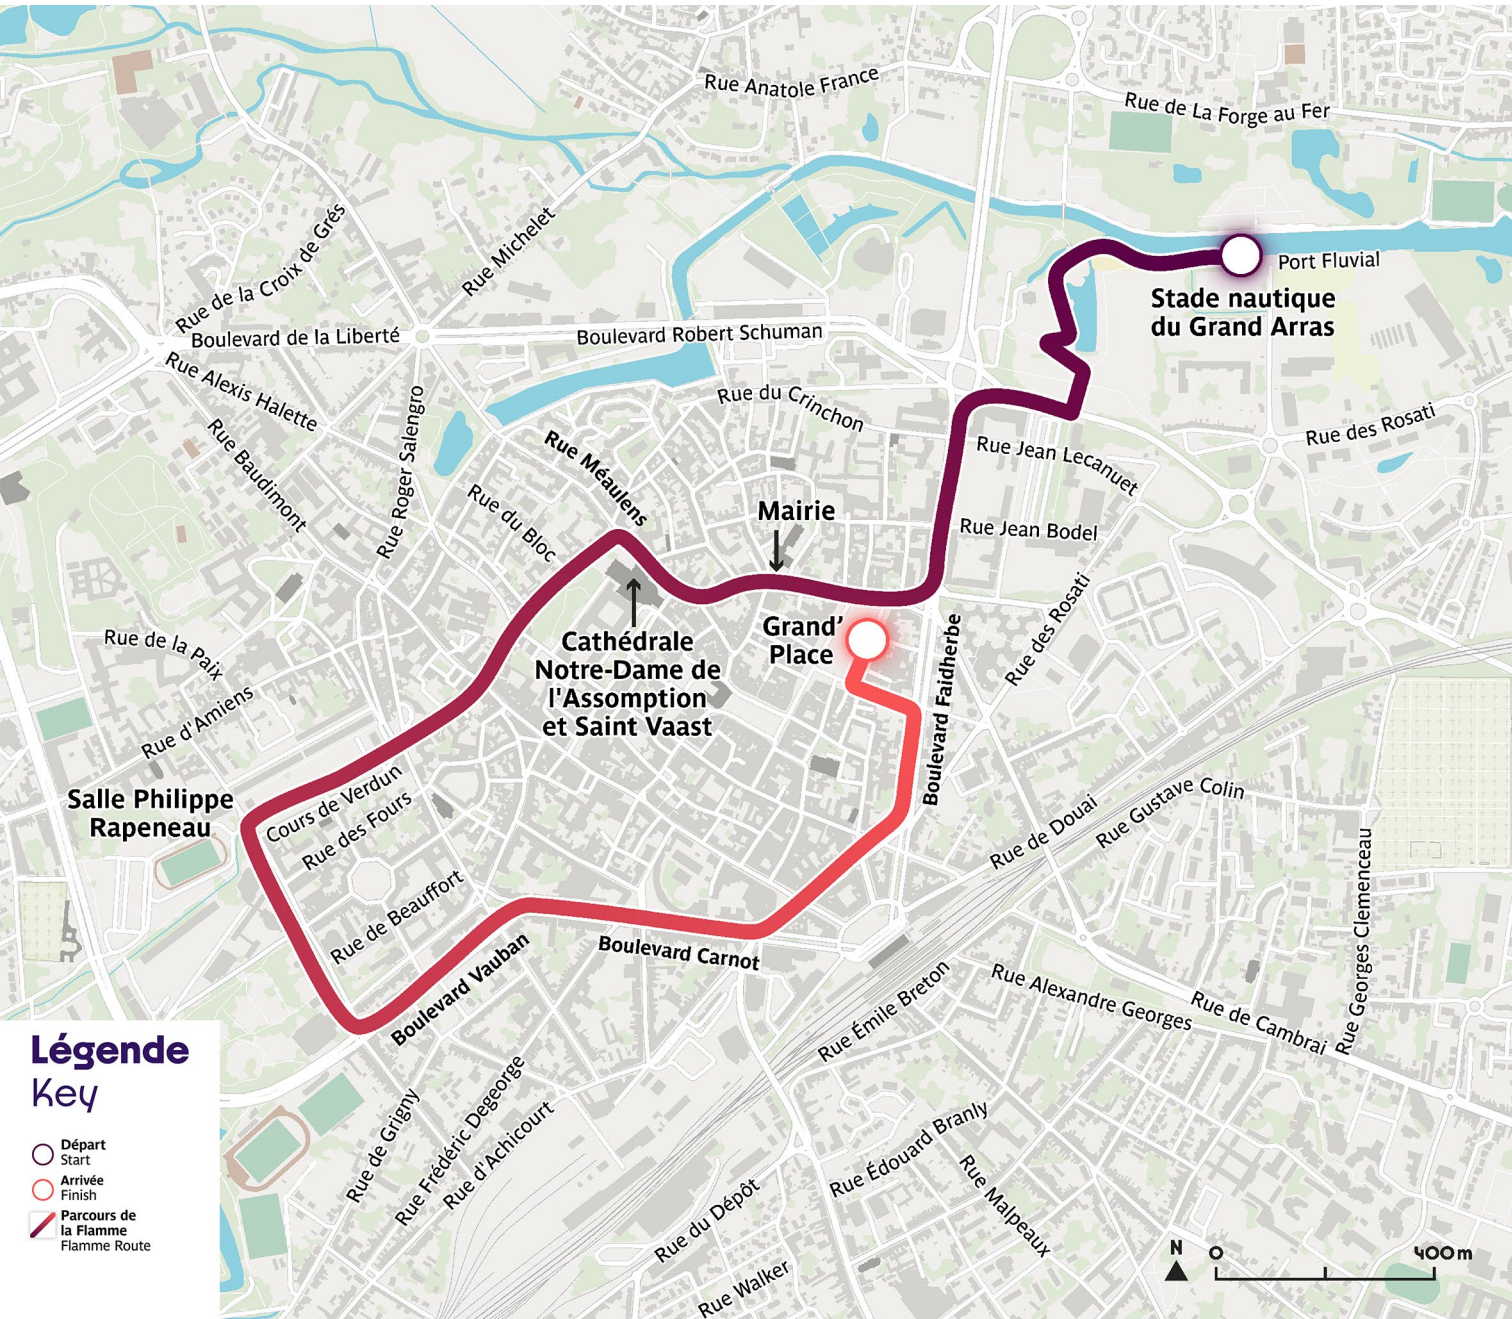 Rue Anatole France
Rue de La Forge au Fer
Rue de la Croix de Grés
Rue Michelet
Port Fluvial
Stade nautique
du Grand Arras
Boulevard de la Liberté
Boulevard Robert Schuman
Rue Alexis Halette
Rue Baudimont
Rue Roger Salengro
Rue du Crinchon
Rue des Rosati
Rue Méaulens
Rue Jean Lecanuet
Rue du Bloc
Mairie
Rue Jean Bodel
Rue des Rosati
Rue de la Paix
Rue d'Amiens
Cathédrale
Notre-Dame de
l'Assomption
et Saint Vaast
Grand'
Place
Boulevard Faidherbe
Salle Philippe
Rapeneau
Cours de Verdun
Rue des Fours
Rue de Beauffort
Rue de Douai
Rue Gustave Colin
Rue Georges Clemenceau
Boulevard Vauban
Boulevard Carnot
Rue Émile Breton
Rue Alexandre Georges
Rue de Cambrai
Rue de Grigny
Rue Frédéric Degeorge
Rue d'Achicourt
Rue Édouard Branly
Rue Malpeaux
Rue du Dépôt
Rue Walker
Légende
Key
Départ
Start
Arrivée
Finish
Parcours de
la Flamme
Flamme Route
N
0
400m